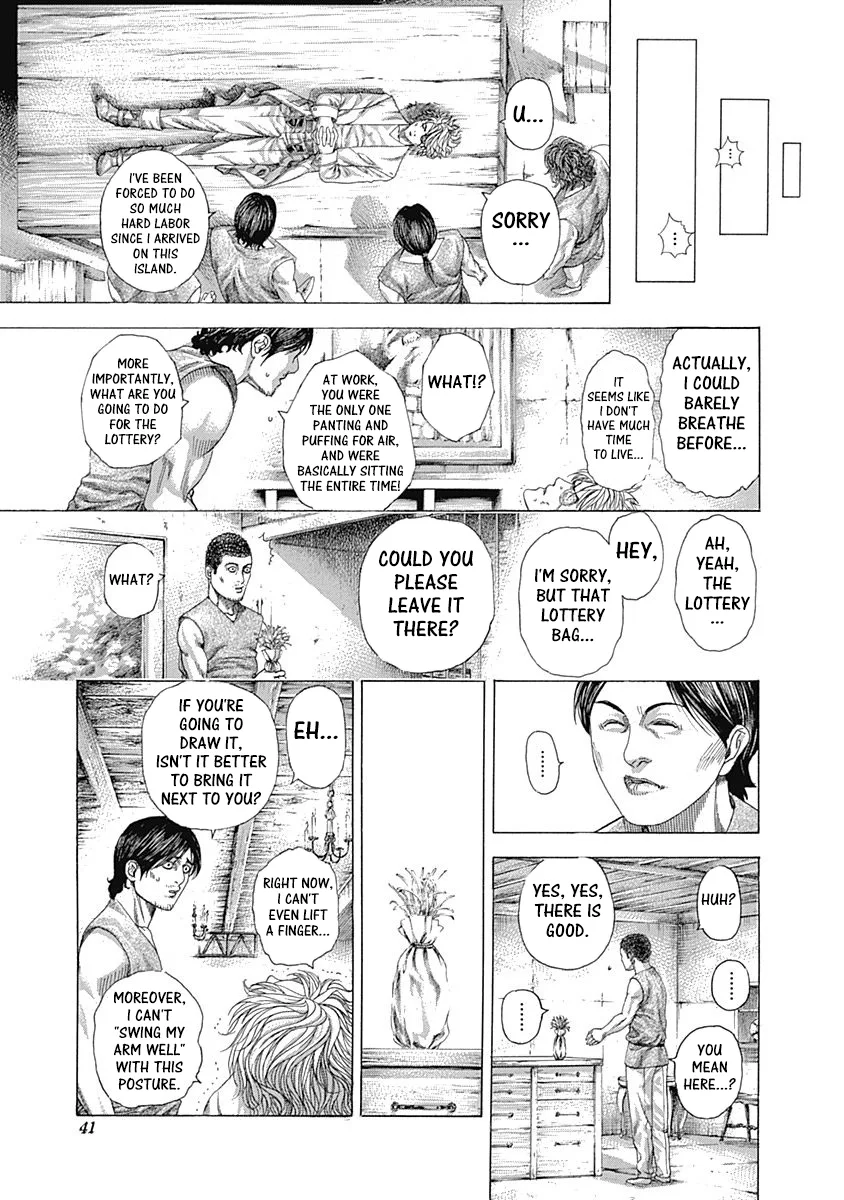 ...
...
U...
SORRY
...
I'VE BEEN
FORCED TO DO
SO MUCH
HARD LABOR
SINCE I ARRIVED
ON THIS
ISLAND.
ACTUALLY,
I COULD
BARELY
BREATHE
BEFORE...
IT
SEEMS LIKE
I DON'T
HAVE MUCH
TIME
TO LIVE...
WHAT!?
AT WORK,
YOU WERE
THE ONLY ONE
PANTING AND
PUFFING FOR AIR,
AND WERE
BASICALLY SITTING
THE ENTIRE TIME!
MORE
IMPORTANTLY,
WHAT ARE YOU
GOING TO DO
FOR THE
LOTTERY?
AH,
YEAH,
THE
LOTTERY
...
HEY,
I'M SORRY,
BUT THAT
LOTTERY
BAG...
COULD YOU
PLEASE
LEAVE IT
THERE?
WHAT?
......
HUH?
......
YOU
MEAN
HERE...?
YES, YES,
THERE IS
GOOD.
......
EH...
IF YOU'RE
GOING TO
DRAW IT,
ISN'T IT BETTER
TO BRING IT
NEXT TO YOU?
RIGHT NOW,
I CAN'T
EVEN LIFT
A FINGER...
MOREOVER,
I CAN'T
"SWING MY
ARM WELL"
WITH THIS
POSTURE.
41